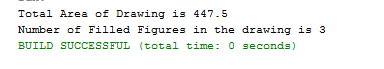 Total Area of Drawing is 447.5
Number of Filled Figures in the drawing is 3
BUILD SUCCESSFUL (total time: 0 seconds)